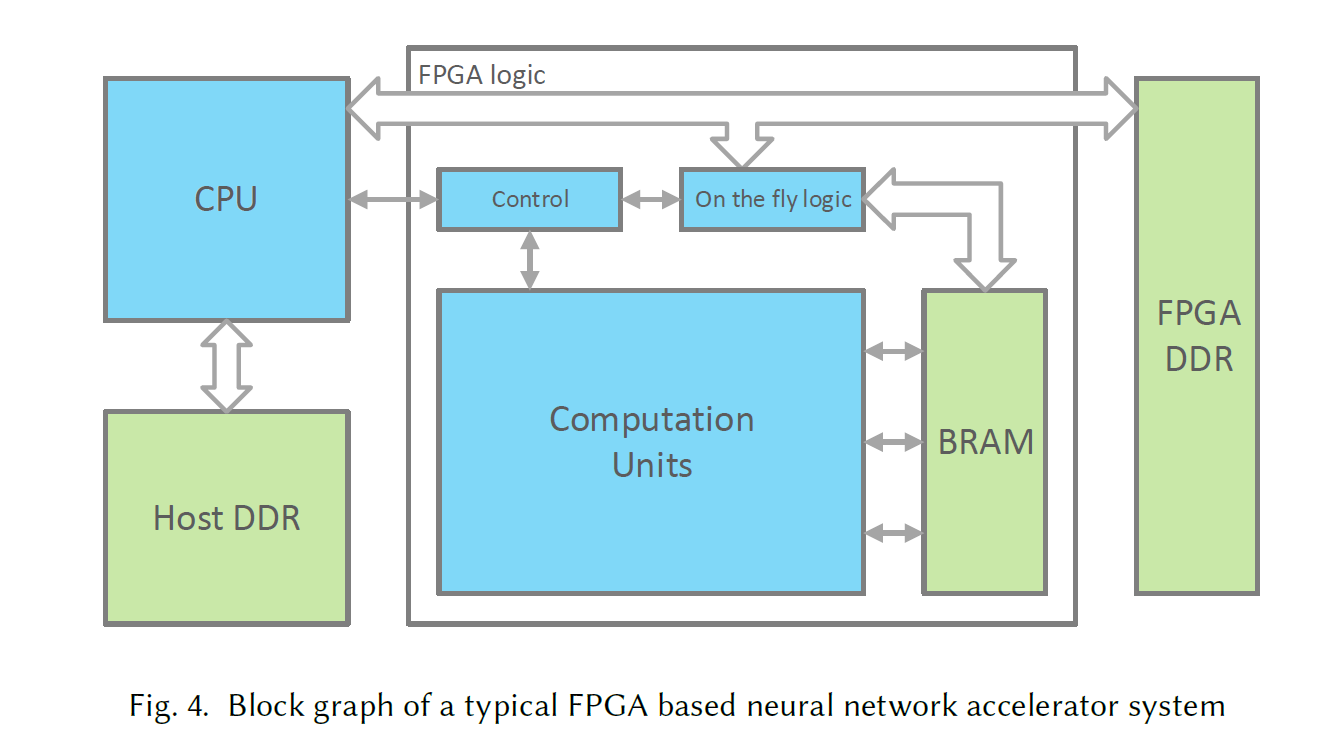 FPGA logic
CPU
Control
On the fly logic
FPGA
DDR
Computation
Units
BRAM
Host DDR
Fig. 4. Block graph of a typical FPGA based neural network accelerator system